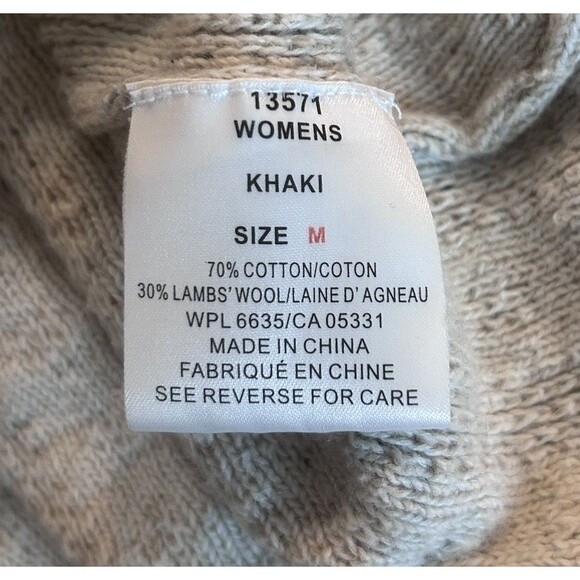 13571
WOMENS
KHAKI
SIZE M
70% COTTON/COTON
30% LAMBS' WOOL/LAINE D' AGNEAU
WPL 6635/CA 05331
MADE IN CHINA
FABRIQUÉ EN CHINE
SEE REVERSE FOR CARE